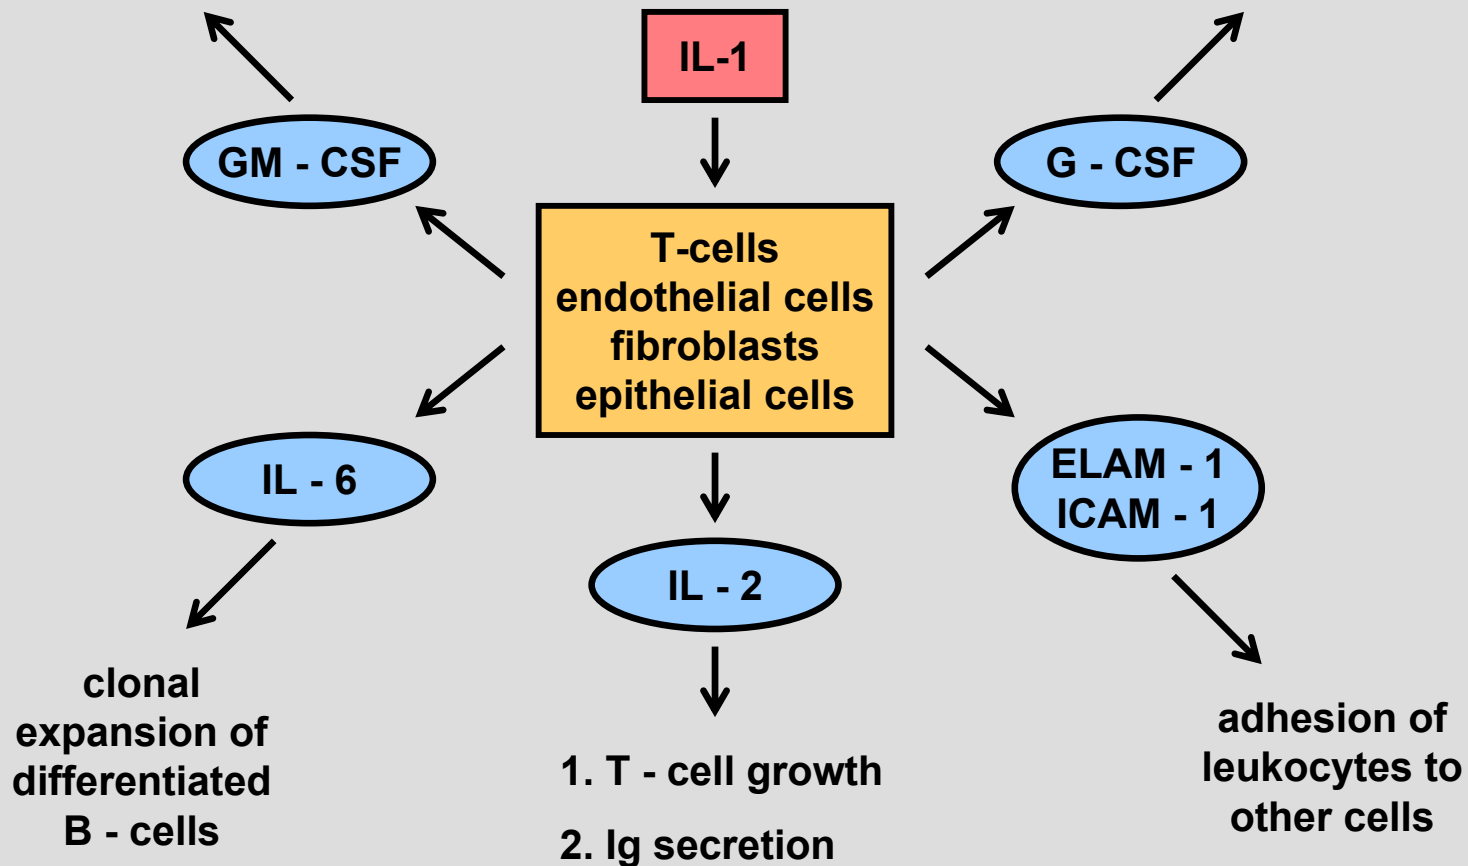 IL-1
GM - CSF
G - CSF
T-cells
endothelial cells
fibroblasts
epithelial cells
IL - 6
ELAM - 1
ICAM - 1
IL - 2
clonal
expansion of
differentiated
B - cells
1. T - cell growth
2. Ig secretion
adhesion of
leukocytes to
other cells